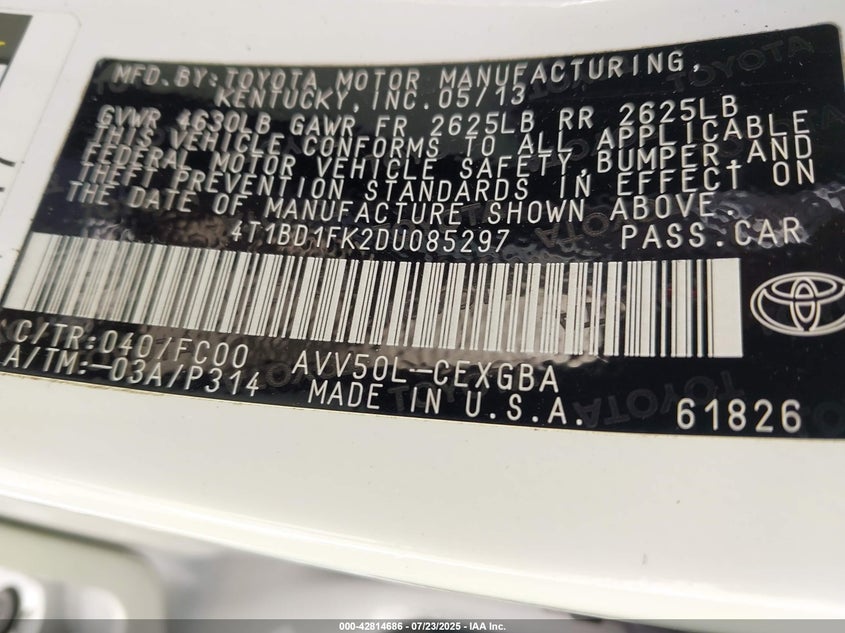 MFD. BY: TOYOTA MOTOR MANUFACTURING,
KENTUCKY, INC. 05/13
GVWR 4630LB GAWR FR 2625LB RR 2625LB
THIS VEHICLE CONFORMS TO ALL APPLICABLE
FEDERAL MOTOR VEHICLE SAFETY, BUMPER, AND
THEFT PREVENTION STANDARDS IN EFFECT ON
THE DATE OF MANUFACTURE SHOWN ABOVE.
4T1BD1FK2DU085297 PASS. CAR
C/TR: 040/FC00 AVV50L-CEXGBA
A/TM: -03A/P314 MADE IN U.S.A. 61826
000-42814686 - 07/23/2025 - IAA Inc.